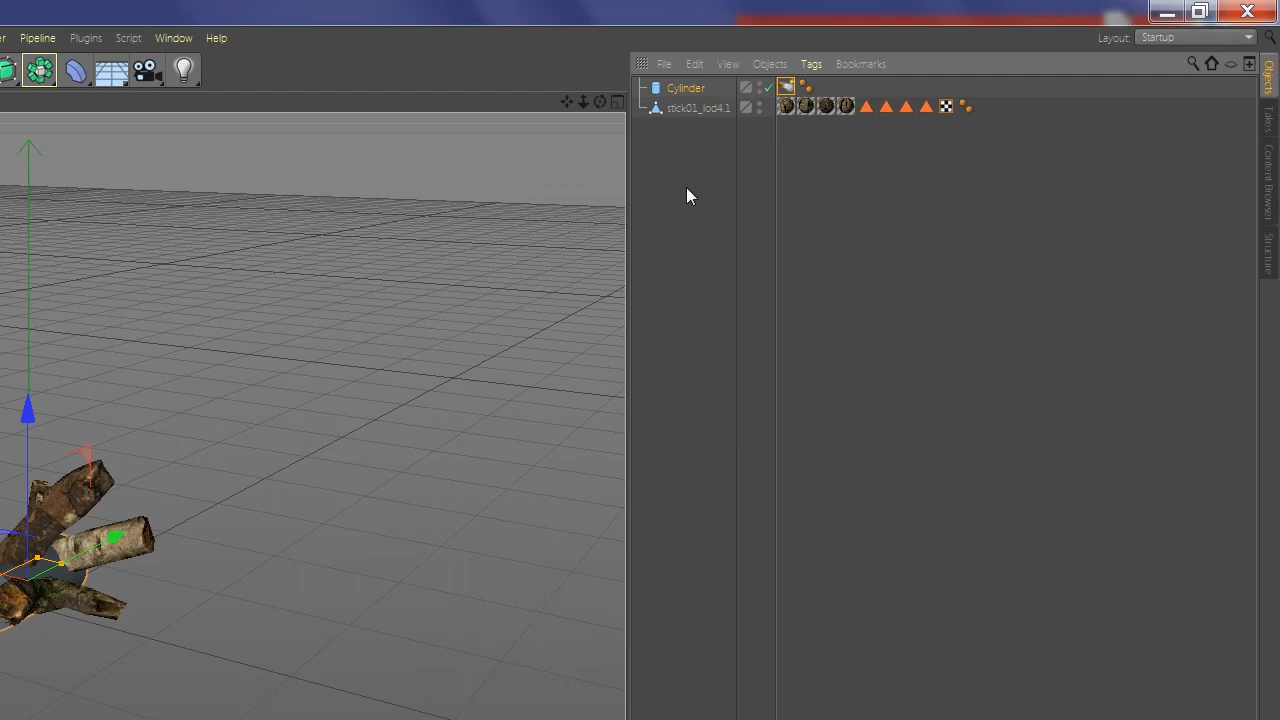 Pipeline Plugins Script Window Help
Layout: Startup
File Edit View Objects Tags Bookmarks
Cylinder
stick01_lod4.1
Objects
Takes
Content Browser
Structure